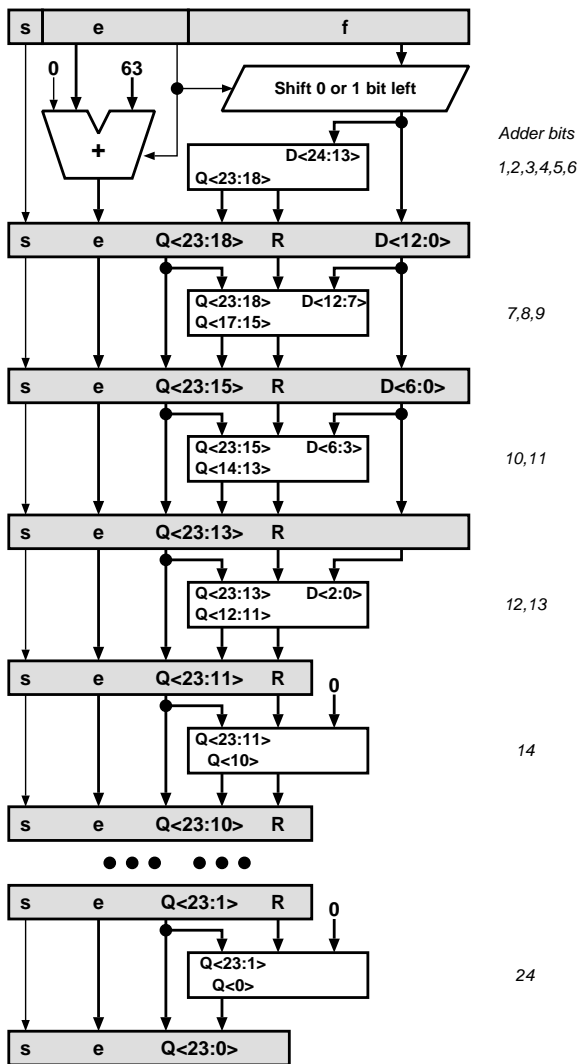 s e f
0 63
Shift 0 or 1 bit left
+
Adder bits
D<24:13>
Q<23:18>
1,2,3,4,5,6
s e Q<23:18> R D<12:0>
Q<23:18> D<12:7>
Q<17:15>
7,8,9
s e Q<23:15> R D<6:0>
Q<23:15> D<6:3>
Q<14:13>
10,11
s e Q<23:13> R
Q<23:13> D<2:0>
Q<12:11>
12,13
s e Q<23:11> R
0
Q<23:11>
Q<10>
14
s e Q<23:10> R
s e Q<23:1> R
0
Q<23:1>
Q<0>
24
s e Q<23:0>